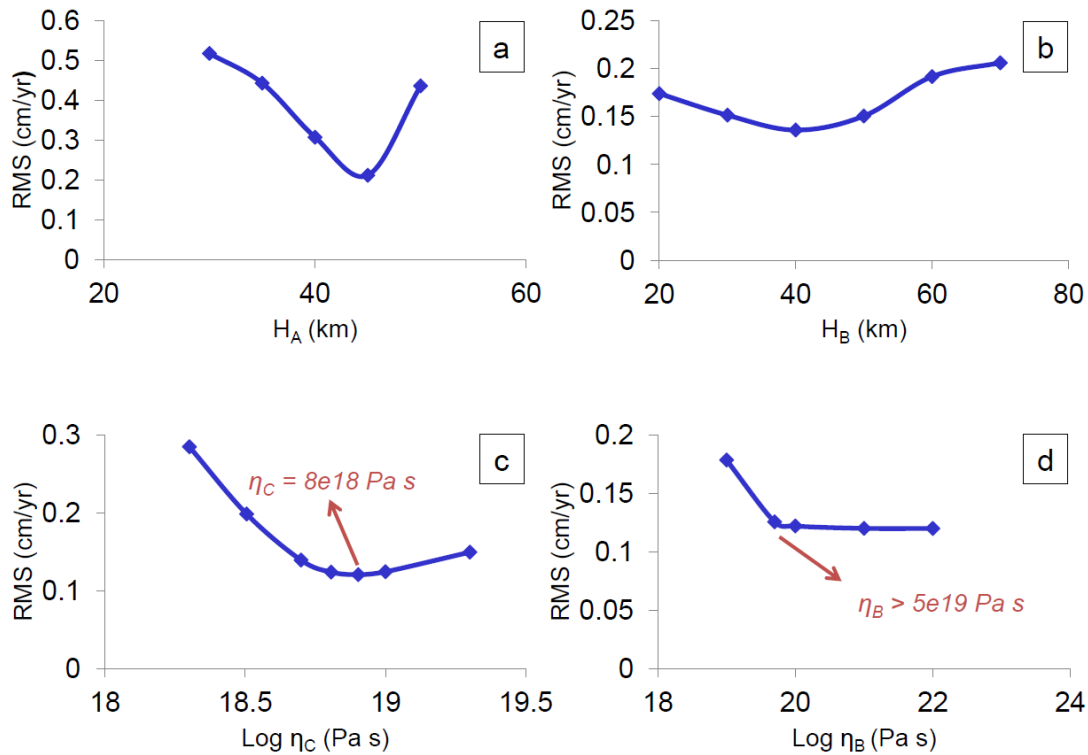 a
RMS (cm/yr)
0.6
0.5
0.4
0.3
0.2
0.1
0
20
40
60
H_A (km)
b
RMS (cm/yr)
0.25
0.2
0.15
0.1
0.05
0
20
40
60
80
H_B (km)
c
RMS (cm/yr)
0.3
0.2
0.1
0
η_C = 8e18 Pa s
18
18.5
19
19.5
Log η_C (Pa s)
d
RMS (cm/yr)
0.2
0.15
0.1
0.05
0
η_B > 5e19 Pa s
18
20
22
24
Log η_B (Pa s)